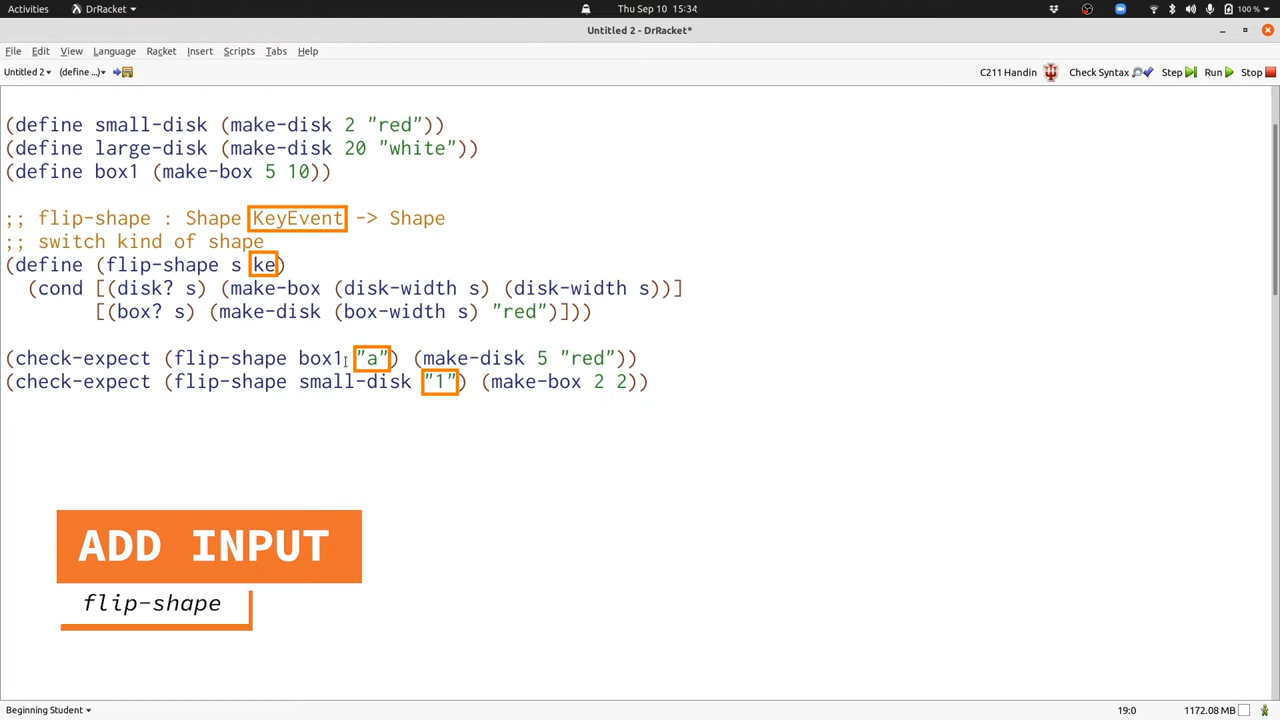 Activities DrRacket Thu Sep 10 15:34 100 %
Untitled 2 - DrRacket*
File Edit View Language Racket Insert Scripts Tabs Help
Untitled 2 (define ...) C211 Handin Check Syntax Step Run Stop
(define small-disk (make-disk 2 "red"))
(define large-disk (make-disk 20 "white"))
(define box1 (make-box 5 10))
;; flip-shape : Shape KeyEvent -> Shape
;; switch kind of shape
(define (flip-shape s ke)
(cond [(disk? s) (make-box (disk-width s) (disk-width s))]
[(box? s) (make-disk (box-width s) "red")]))
(check-expect (flip-shape box1 "a") (make-disk 5 "red"))
(check-expect (flip-shape small-disk "1") (make-box 2 2))
ADD INPUT
flip-shape
Beginning Student 19:0 1172.08 MB